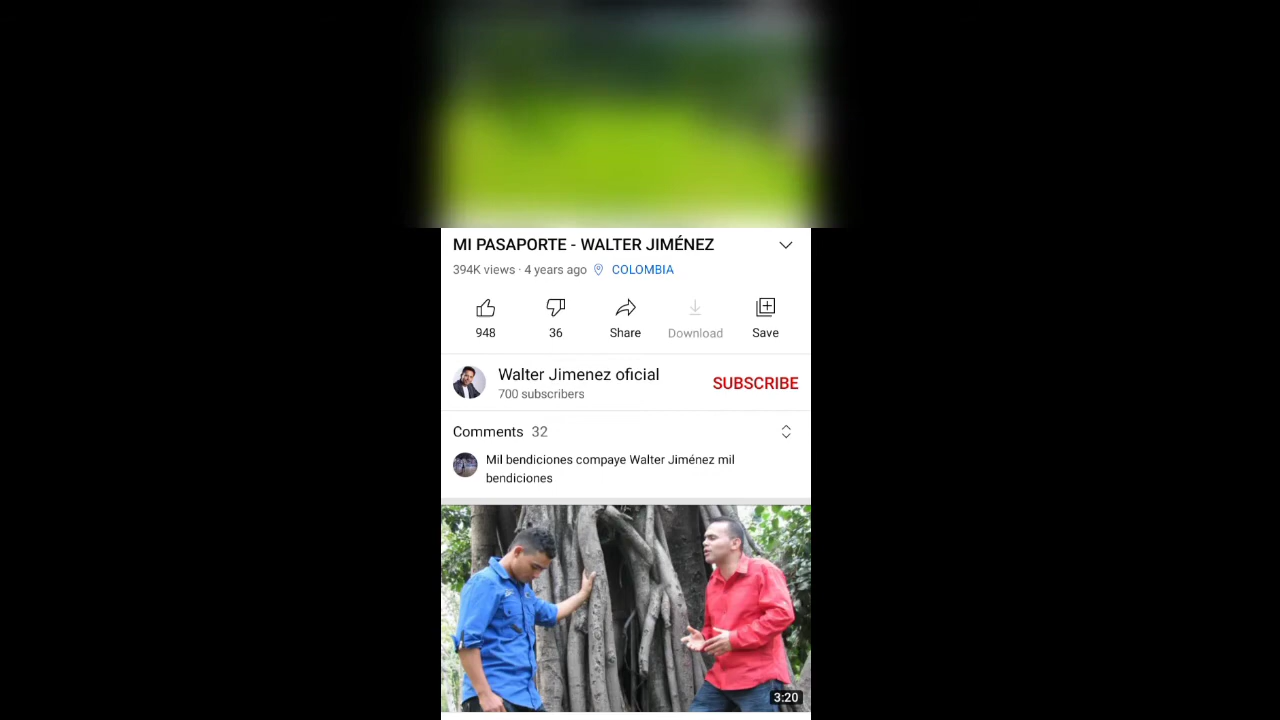 MI PASAPORTE - WALTER JIMÉNEZ
394K views · 4 years ago COLOMBIA
948 36 Share Download Save
Walter Jimenez oficial
700 subscribers
SUBSCRIBE
Comments 32
Mil bendiciones compaye Walter Jiménez mil
bendiciones
3:20